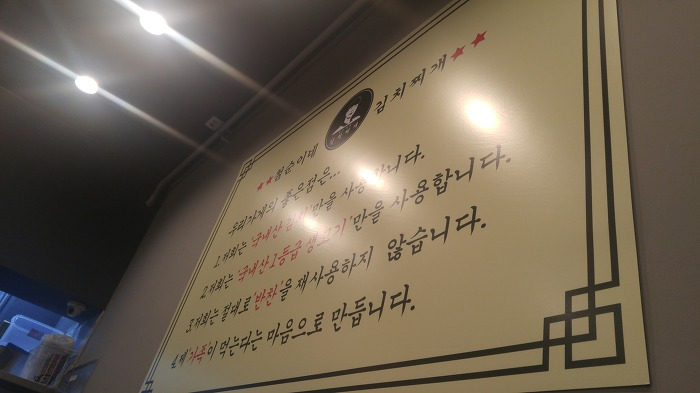 ★★형순이네 김치찌개★★
우리가게의 좋은점은...
1.저희는 '국내산 김치'만을 사용합니다.
2.저희는 '국내산1등급생고기'만을 사용합니다.
3.저희는 절대로'반찬'을 재사용하지 않습니다.
4.제'가족'이 먹는다는 마음으로 만듭니다.